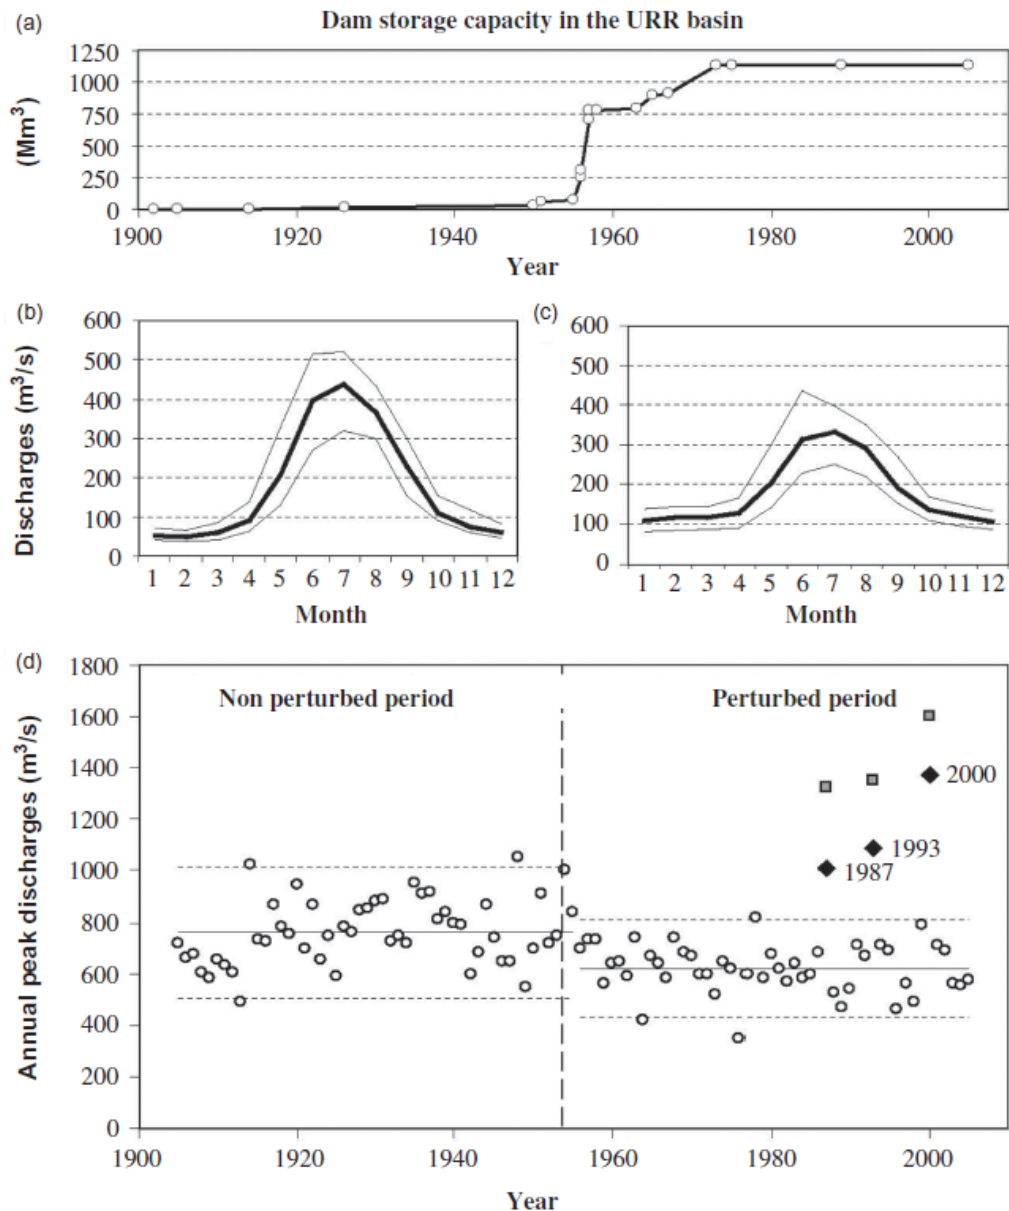 (a)
Dam storage capacity in the URR basin
(Mm³)
1250
1000
750
500
250
0
1900 1920 1940 1960 1980 2000
Year
(b)
Discharges (m³/s)
600
500
400
300
200
100
0
1 2 3 4 5 6 7 8 9 10 11 12
Month
(c)
600
500
400
300
200
100
0
1 2 3 4 5 6 7 8 9 10 11 12
Month
(d)
Annual peak discharges (m³/s)
1800
1600
1400
1200
1000
800
600
400
200
0
Non perturbed period
Perturbed period
2000
1993
1987
1900 1920 1940 1960 1980 2000
Year